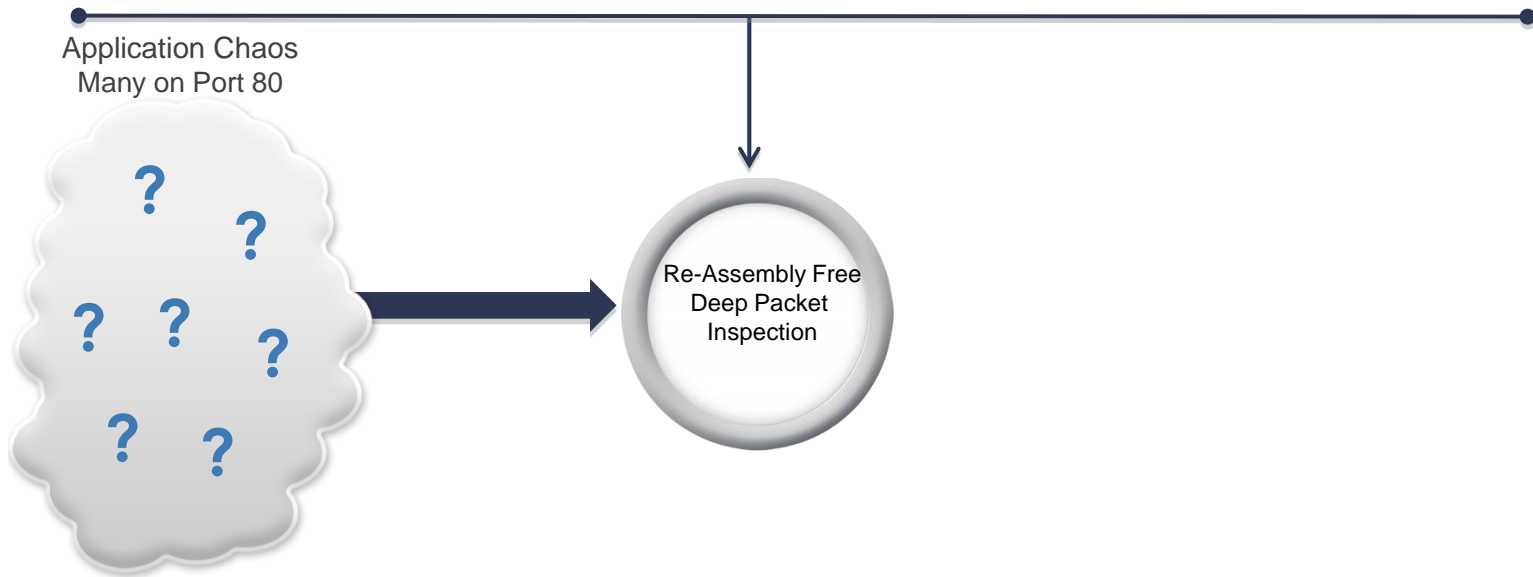 Application Chaos
Many on Port 80
?
?
?
?
?
?
?
Re-Assembly Free
Deep Packet
Inspection